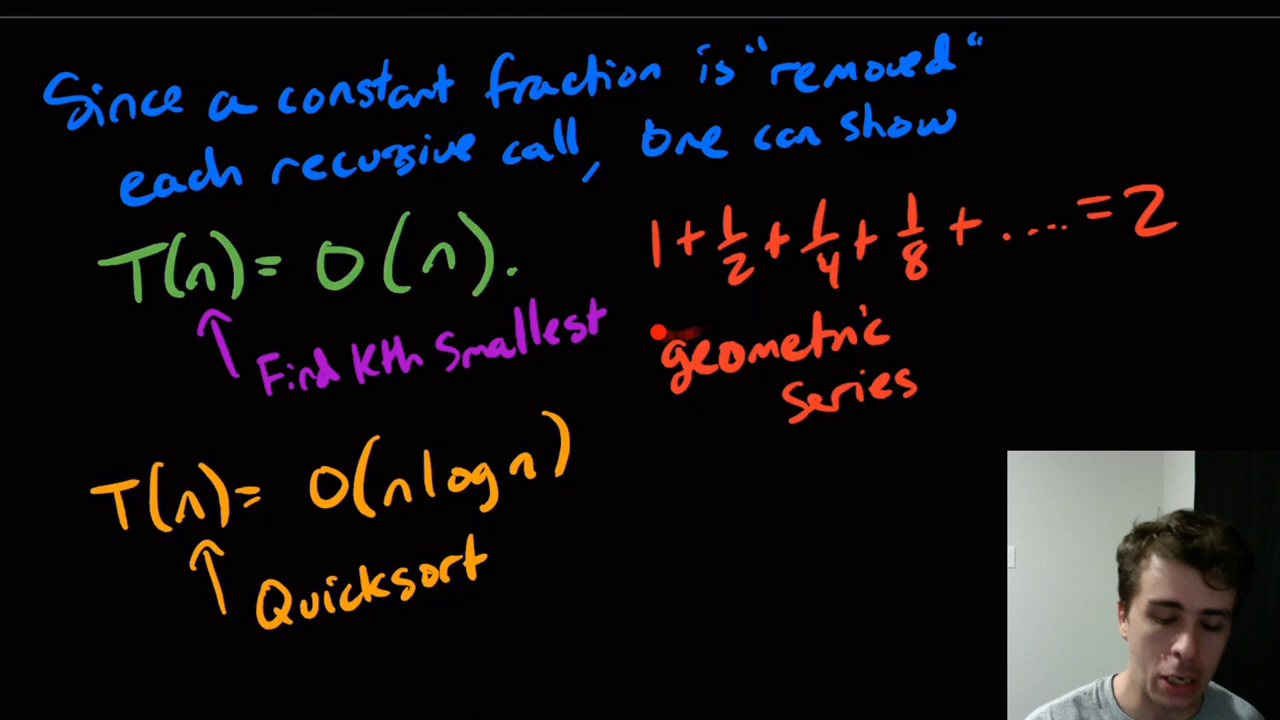 Since a constant fraction is "removed"
each recursive call, one can show
T(n) = O(n).
1 + 1/2 + 1/4 + 1/8 + ..... = 2
Find Kth Smallest
geometric
series
T(n) = O(n log n)
Quicksort